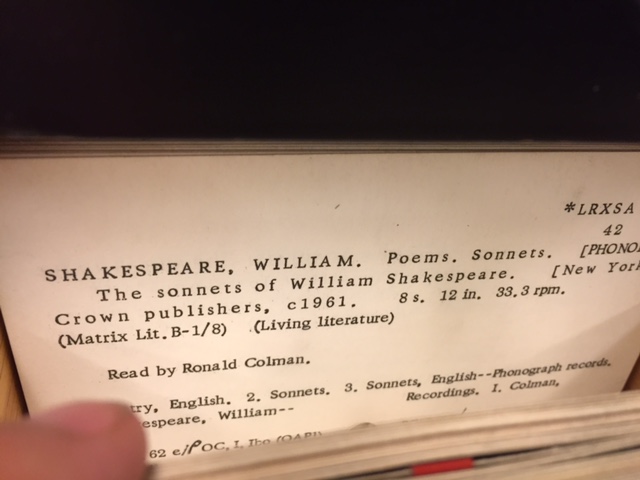 *LRXSA
42
SHAKESPEARE, WILLIAM. Poems. Sonnets. [PHONO
The sonnets of William Shakespeare. [New York
Crown publishers, c1961. 8 s. 12 in. 33.3 rpm.
(Matrix Lit. B-1/8) (Living literature)
Read by Ronald Colman.
try, English. 2. Sonnets. 3. Sonnets, English--Phonograph records.
espeare, William-- Recordings. I. Colman,
62 e/ OC, I,